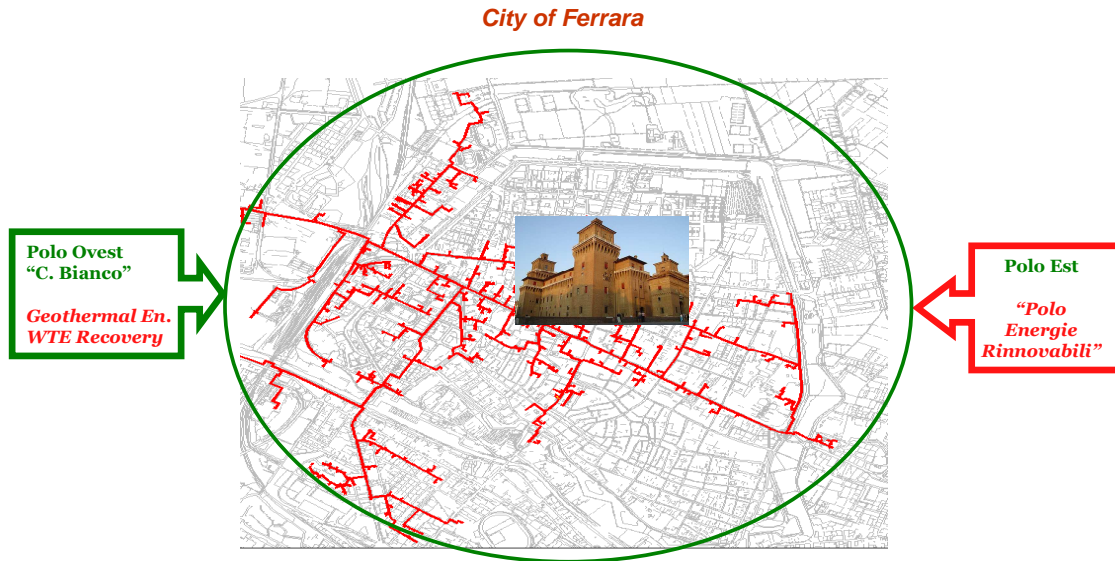 City of Ferrara
Polo Ovest
“C. Bianco”
Geothermal En.
WTE Recovery
Polo Est
“Polo
Energie
Rinnovabili”